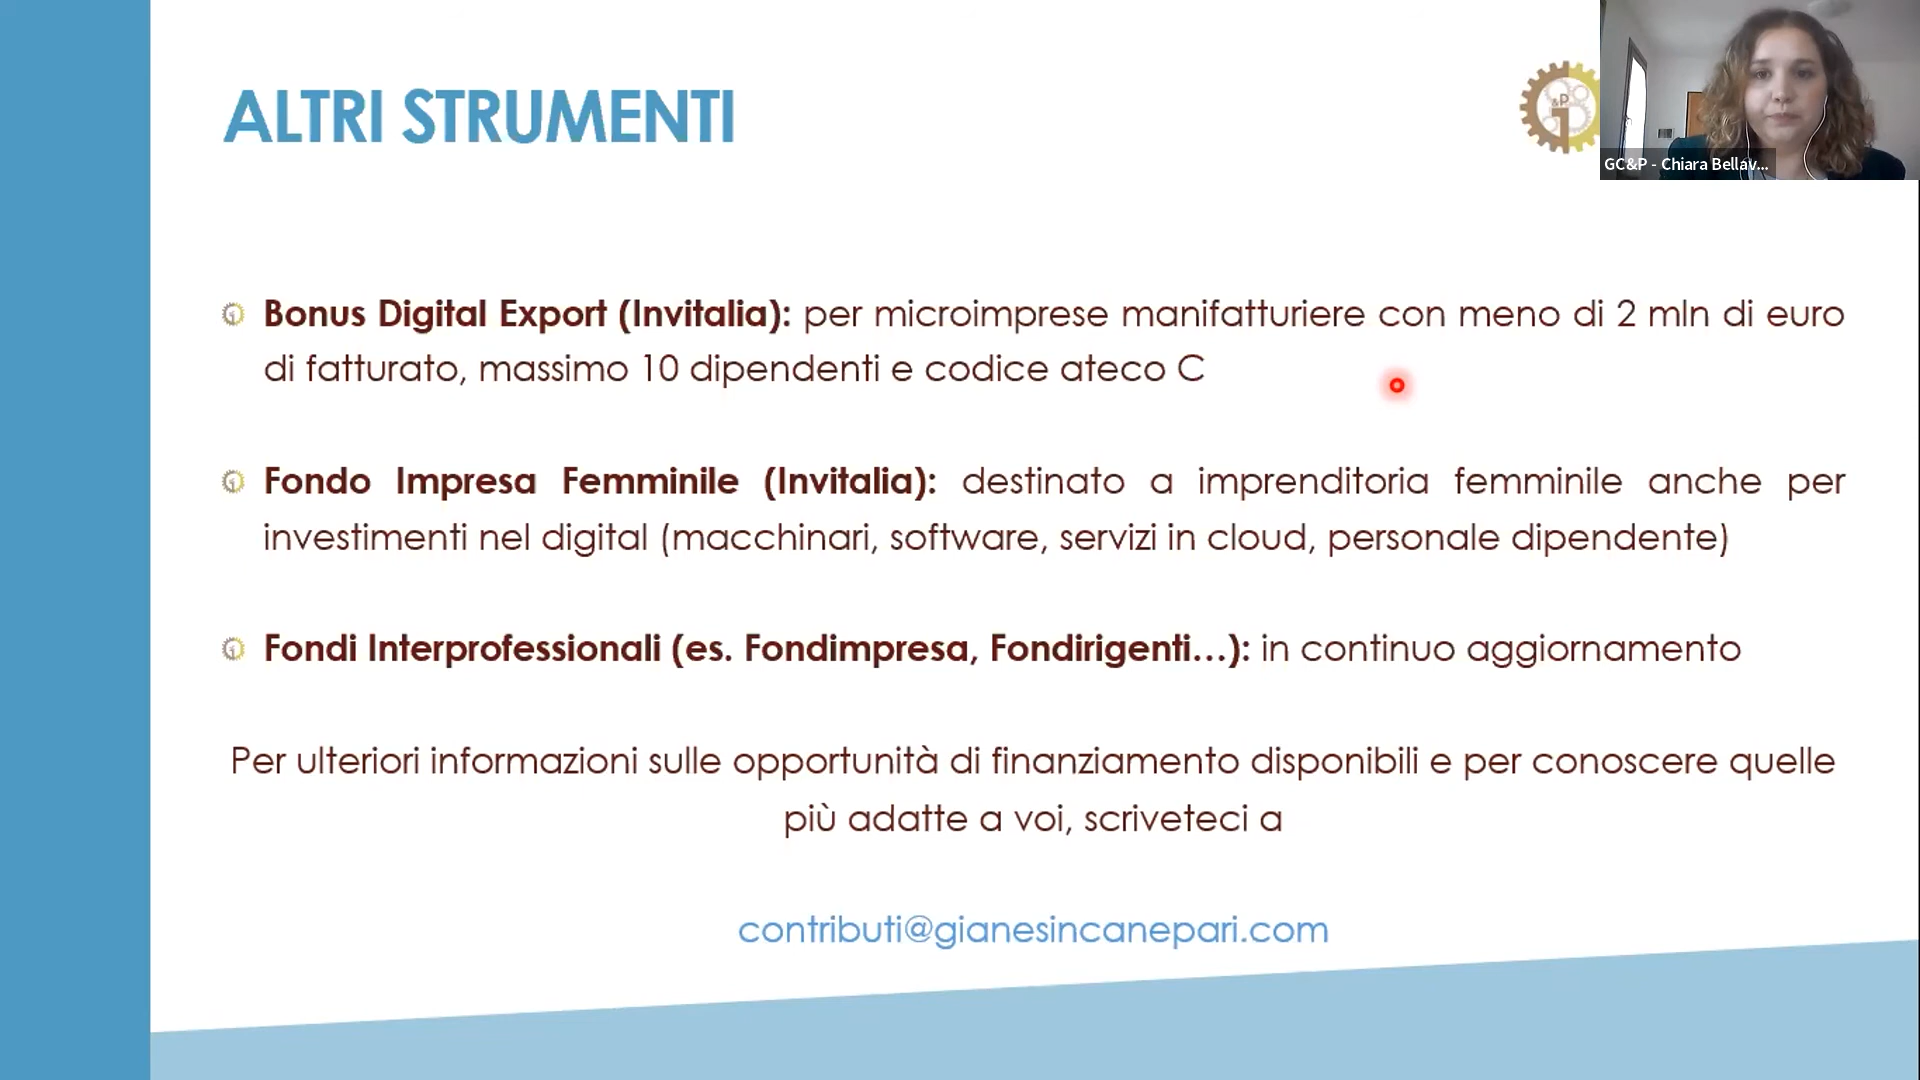 ALTRI STRUMENTI
&P
GC&P - Chiara Bellav...
Bonus Digital Export (Invitalia): per microimprese manifatturiere con meno di 2 mln di euro
di fatturato, massimo 10 dipendenti e codice ateco C
Fondo Impresa Femminile (Invitalia): destinato a imprenditoria femminile anche per
investimenti nel digital (macchinari, software, servizi in cloud, personale dipendente)
Fondi Interprofessionali (es. Fondimpresa, Fondirigenti...): in continuo aggiornamento
Per ulteriori informazioni sulle opportunità di finanziamento disponibili e per conoscere quelle
più adatte a voi, scriveteci a
contributi@gianesincanepari.com